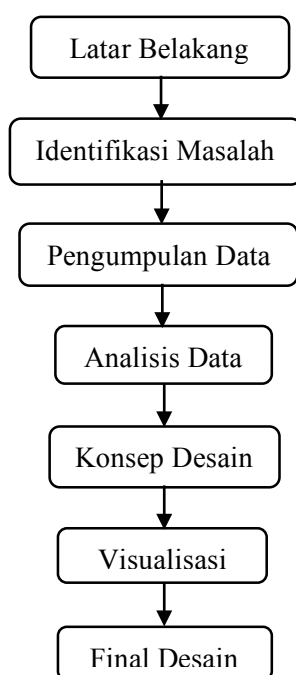 Latar Belakang
Identifikasi Masalah
Pengumpulan Data
Analisis Data
Konsep Desain
Visualisasi
Final Desain